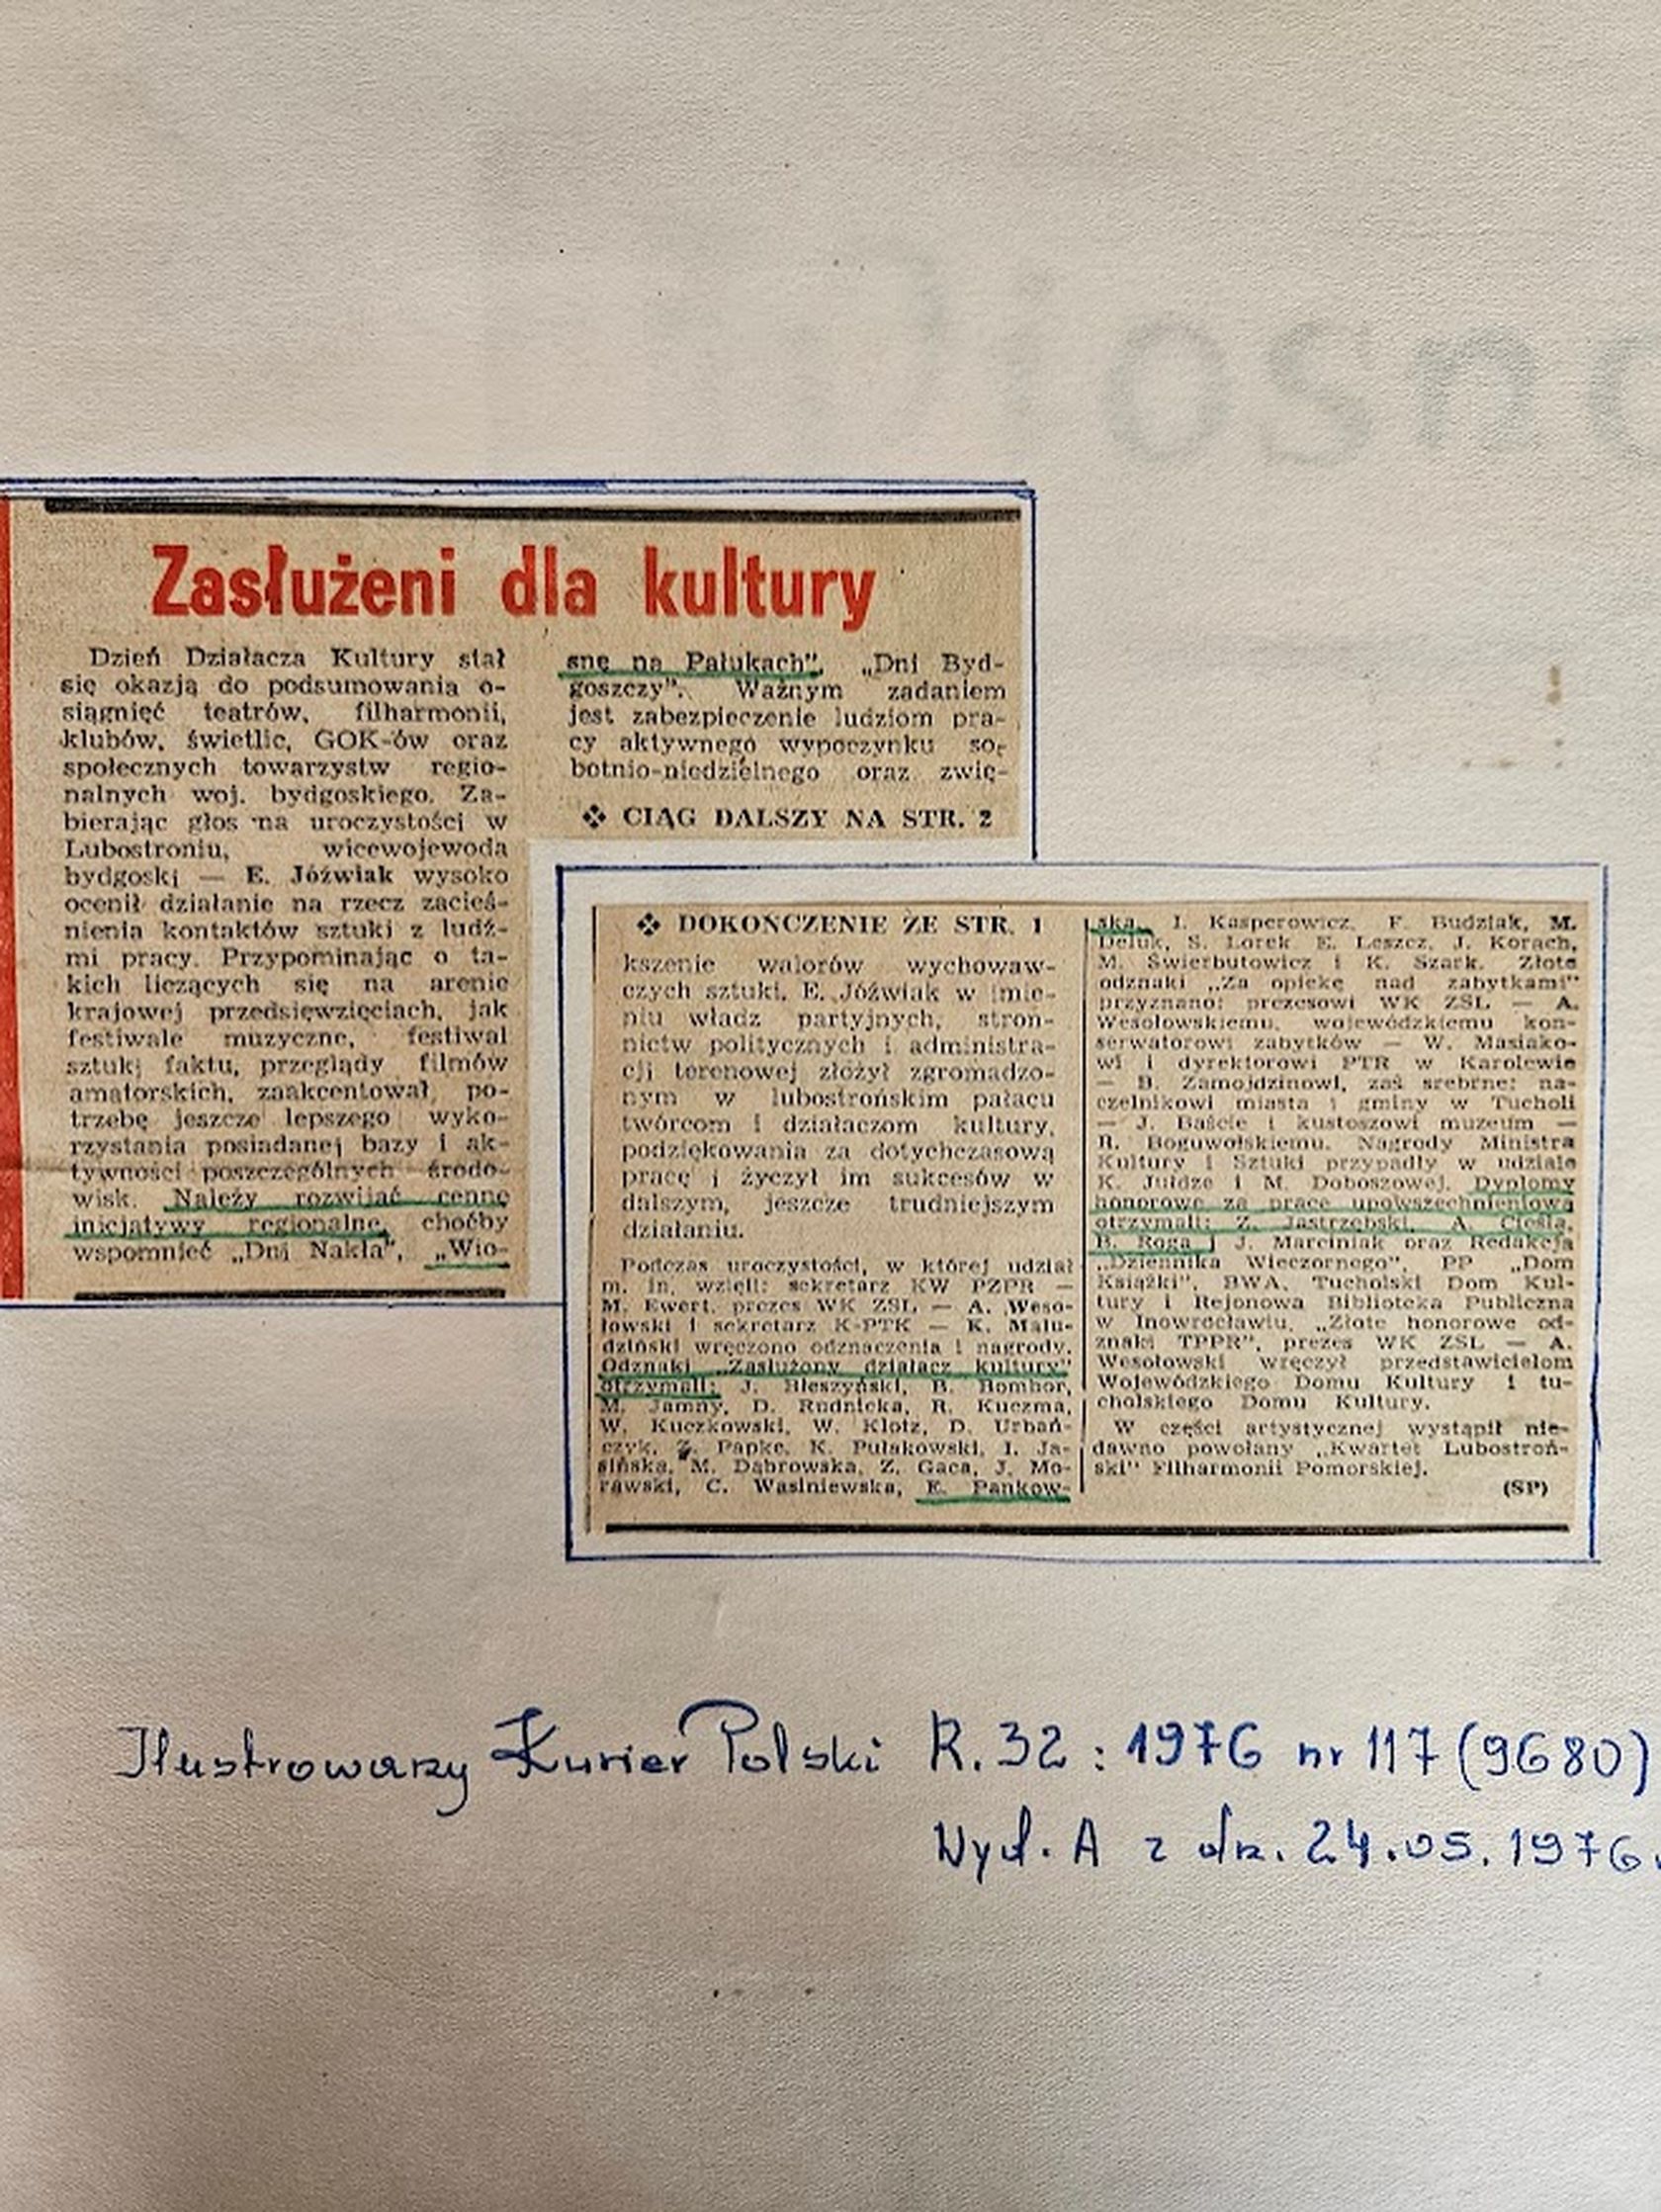 Zasłużeni dla kultury
Dzień Działacza Kultury stał
się okazją do podsumowania o-
siągnięć teatrów, filharmonii,
klubów, świetlic, GOK-ów oraz
społecznych towarzystw regio-
nalnych woj. bydgoskiego. Za-
bierając głos na uroczystości w
Lubostroniu, wicewojewoda
bydgoski — E. Jóźwiak wysoko
ocenił działanie na rzecz zacieś-
nienia kontaktów sztuki z ludź-
mi pracy. Przypominając o ta-
kich liczących się na arenie
krajowej przedsięwzięciach, jak
festiwale muzyczne, festiwal
sztuki faktu, przeglądy filmów
amatorskich, zaakcentował po-
trzebę jeszcze lepszego wyko-
rzystania posiadanej bazy i ak-
tywności poszczególnych środo-
wisk. Należy rozwijać cenne
inicjatywy regionalne, choćby
wspomnieć „Dni Nakła”, „Wio-
snę na Pałukach”, „Dni Byd-
goszczy”. Ważnym zadaniem
jest zabezpieczenie ludziom pra-
cy aktywnego wypoczynku so-
botnio-niedzielnego oraz zwię-
❖ CIĄG DALSZY NA STR. 2
❖ DOKOŃCZENIE ZE STR. 1
kszenie walorów wychowaw-
czych sztuki. E. Jóźwiak w imie-
niu władz partyjnych, stron-
nictw politycznych i administra-
cji terenowej złożył zgromadzo-
nym w lubostrońskim pałacu
twórcom i działaczom kultury,
podziękowania za dotychczasową
pracę i życzył im sukcesów w
dalszym, jeszcze trudniejszym
działaniu.
Podczas uroczystości, w której udział
m. in. wzięli: sekretarz KW PZPR —
M. Ewert, prezes WK ZSL — A. Weso-
łowski i sekretarz K-PTK — K. Malu-
dziński wręczono odznaczenia i nagrody.
Odznaki „Zasłużony działacz kultury”
otrzymali: J. Bleszyński, B. Bombor,
M. Jamny, D. Rudnicka, R. Kuczma,
W. Kuczkowski, W. Klotz, D. Urbań-
czyk, Z. Papke, K. Pułakowski, I. Ja-
sińska, M. Dąbrowska, Z. Gaca, J. Mo-
rawski, C. Wasiniewska, E. Pankow-
ska, I. Kasperowicz, F. Budziak, M.
Deluk, S. Lorek E. Leszcz, J. Korach,
M. Świerbutowicz i K. Szark. Złote
odznaki „Za opiekę nad zabytkami”
przyznano: prezesowi WK ZSL — A.
Wesołowskiemu, wojewódzkiemu kon-
serwatorowi zabytków — W. Masiako-
wi i dyrektorowi PTR w Karolewie
— B. Zamojdzinowi, zaś srebrne: na-
czelnikowi miasta i gminy w Tucholi
— J. Baście i kustoszowi muzeum —
R. Boguwolskiemu. Nagrody Ministra
Kultury i Sztuki przypadły w udziale
K. Juldze i M. Doboszowej. Dyplomy
honorowe za pracę upowszechnieniową
otrzymali: Z. Jastrzębski, A. Cieśla,
B. Roga i J. Marciniak oraz Redakcja
„Dziennika Wieczornego”, PP „Dom
Książki”, BWA, Tucholski Dom Kul-
tury i Rejonowa Biblioteka Publiczna
w Inowrocławiu. „Złote honorowe od-
znaki TPPR”, prezes WK ZSL — A.
Wesołowski wręczył przedstawicielom
Wojewódzkiego Domu Kultury i tu-
cholskiego Domu Kultury.
W części artystycznej wystąpił nie-
dawno powołany „Kwartet Lubostroń-
ski” Filharmonii Pomorskiej.
(SP)
Ilustrowany Kurier Polski R. 32 : 1976 nr 117 (9680)
Wyd. A z dn. 24.05.1976.